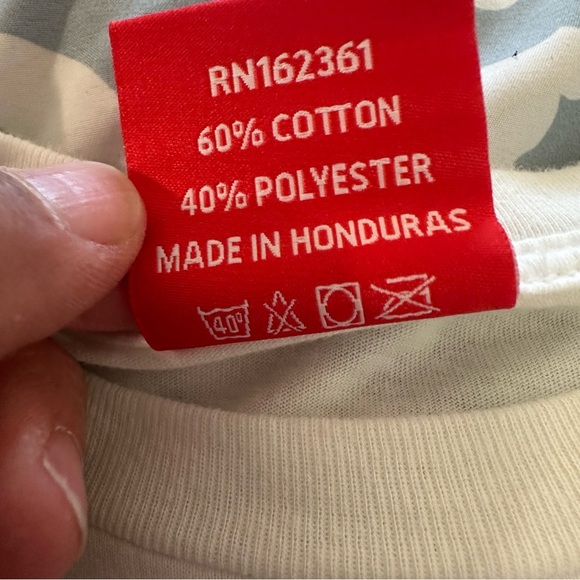 RN162361
60% COTTON
40% POLYESTER
MADE IN HONDURAS
40°